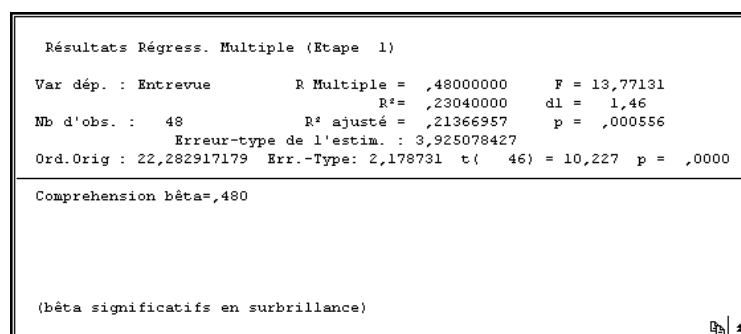 Résultats Régress. Multiple (Etape 1)
Var dép. : Entrevue R Multiple = ,48000000 F = 13,77131
R²= ,23040000 dl = 1,46
Nb d'obs. : 48 R² ajusté = ,21366957 p = ,000556
Erreur-type de l'estim. : 3,925078427
Ord.Orig : 22,282917179 Err.-Type: 2,178731 t( 46) = 10,227 p = ,0000
Comprehension bêta=,480
(bêta significatifs en surbrillance)